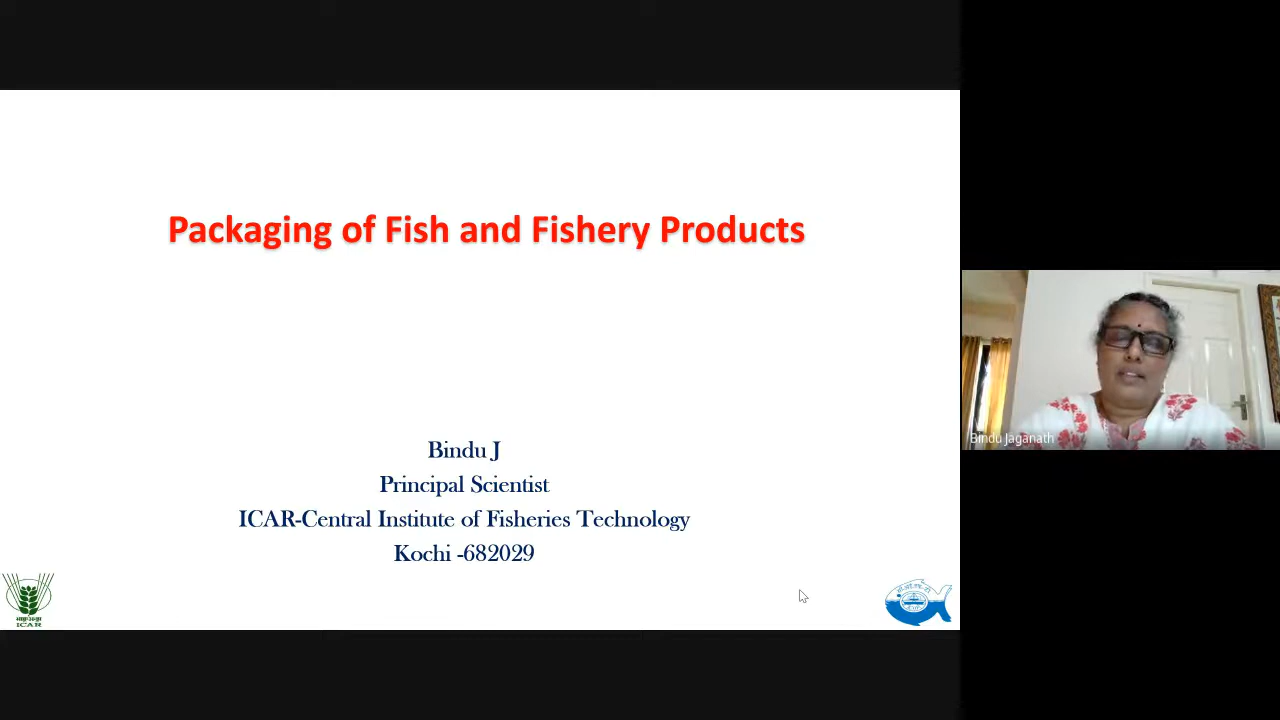 Packaging of Fish and Fishery Products
Bindu J
Principal Scientist
ICAR-Central Institute of Fisheries Technology
Kochi -682029
ICAR
Bindu Jaganath